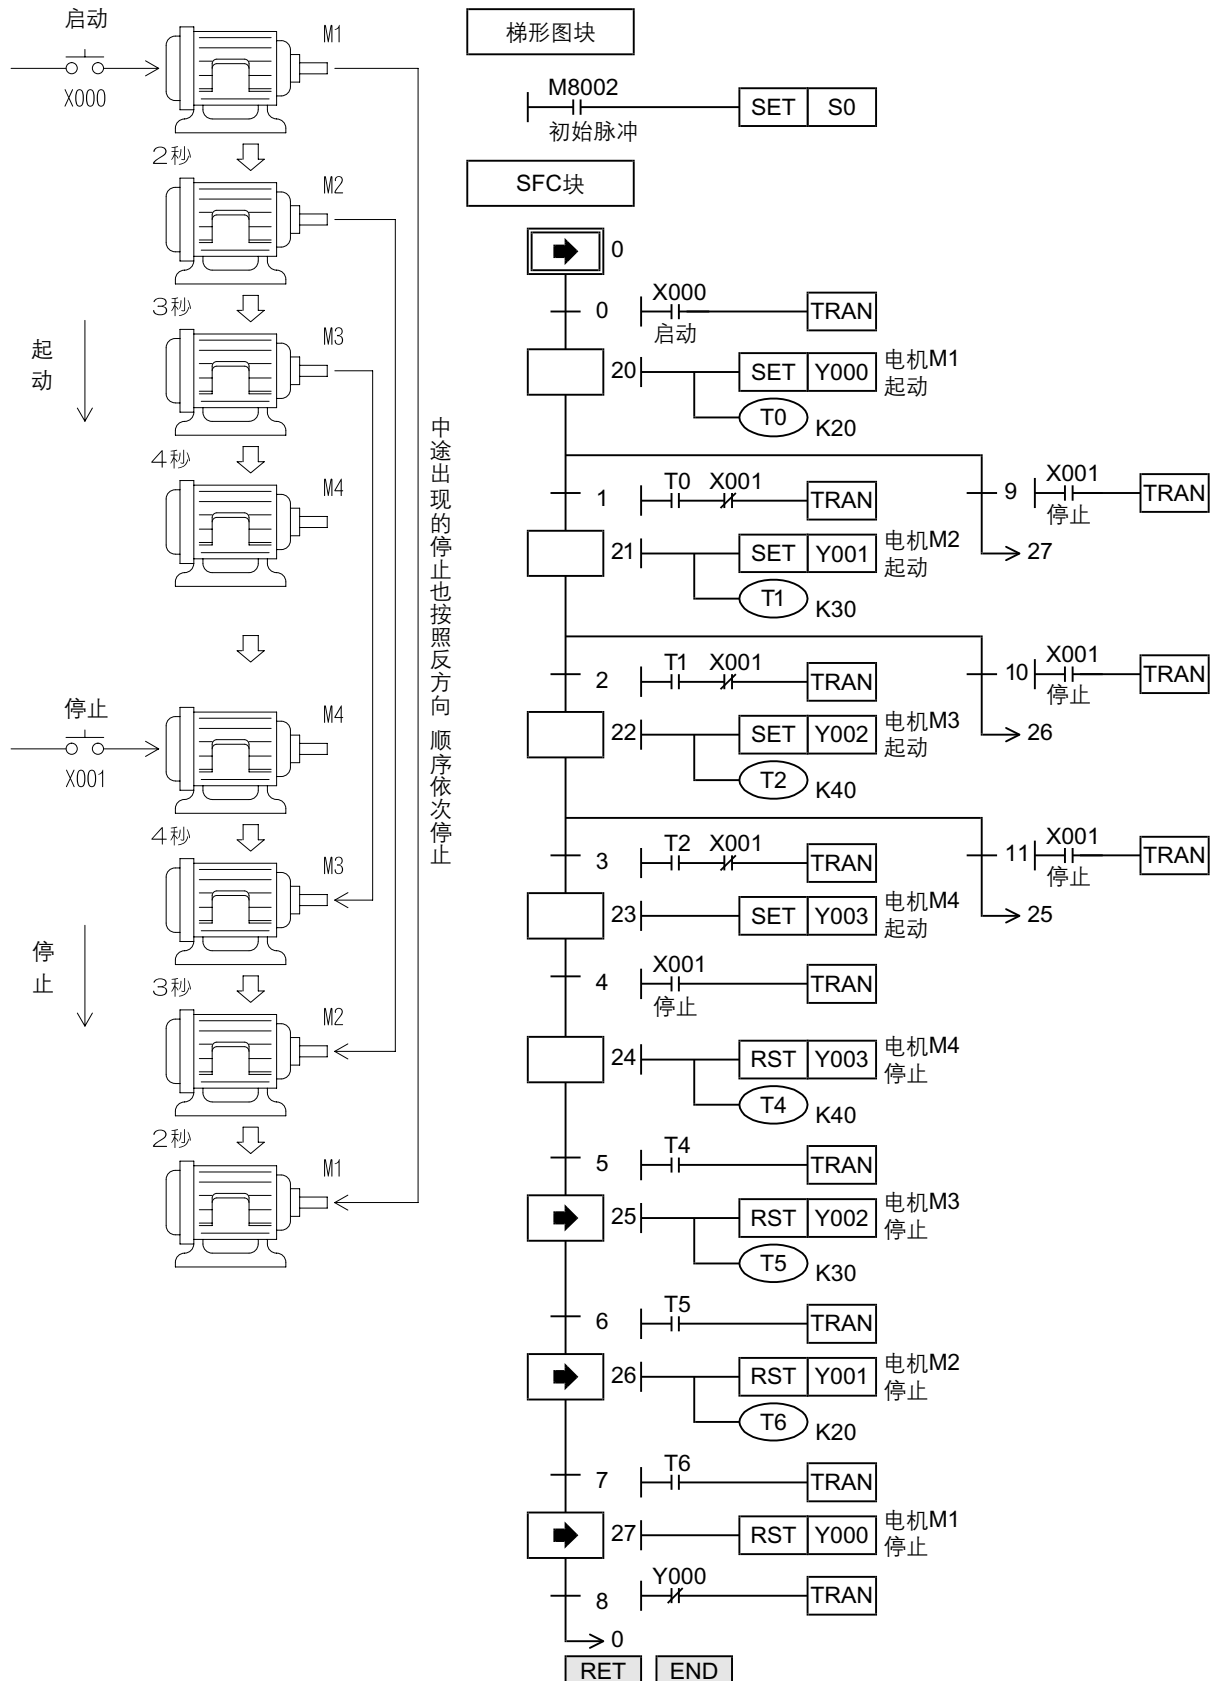 启动
X000
M1
2秒
M2
3秒
M3
4秒
M4
起动
停止
X001
M4
4秒
M3
3秒
M2
2秒
M1
停止
中途出现的停止也按照反方向 顺序依次停止
梯形图块
M8002
初始脉冲
SET S0
SFC块
0
0 X000 TRAN
启动
20 SET Y000 电机M1
起动
T0 K20
1 T0 X001 TRAN
9 X001 TRAN
停止
27
21 SET Y001 电机M2
起动
T1 K30
2 T1 X001 TRAN
10 X001 TRAN
停止
26
22 SET Y002 电机M3
起动
T2 K40
3 T2 X001 TRAN
11 X001 TRAN
停止
25
23 SET Y003 电机M4
起动
4 X001 TRAN
停止
24 RST Y003 电机M4
停止
T4 K40
5 T4 TRAN
25 RST Y002 电机M3
停止
T5 K30
6 T5 TRAN
26 RST Y001 电机M2
停止
T6 K20
7 T6 TRAN
27 RST Y000 电机M1
停止
8 Y000 TRAN
0
RET END